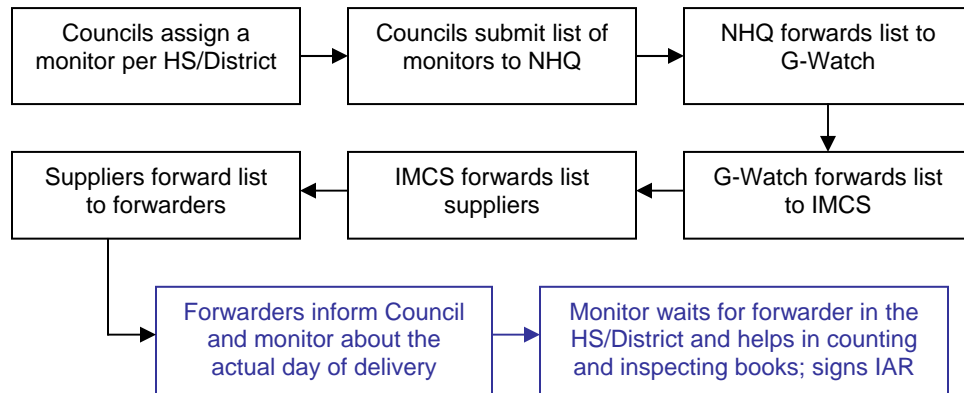 Councils assign a
monitor per HS/District
Councils submit list of
monitors to NHQ
NHQ forwards list to
G-Watch
G-Watch forwards list
to IMCS
IMCS forwards list
suppliers
Suppliers forward list
to forwarders
Forwarders inform Council
and monitor about the
actual day of delivery
Monitor waits for forwarder in the
HS/District and helps in counting
and inspecting books; signs IAR